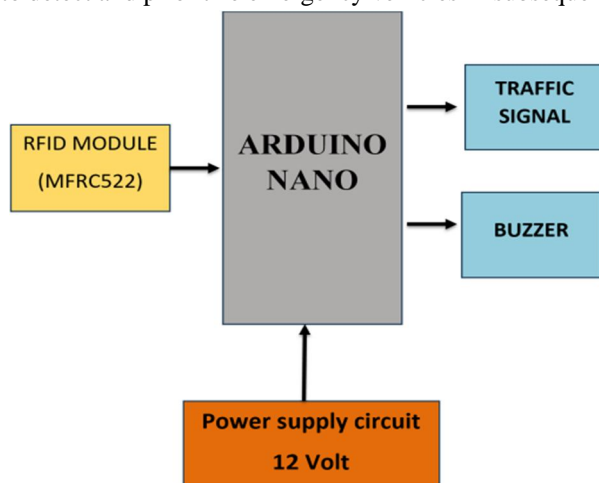 RFID MODULE
(MFRC522)
ARDUINO
NANO
TRAFFIC
SIGNAL
BUZZER
Power supply circuit
12 Volt